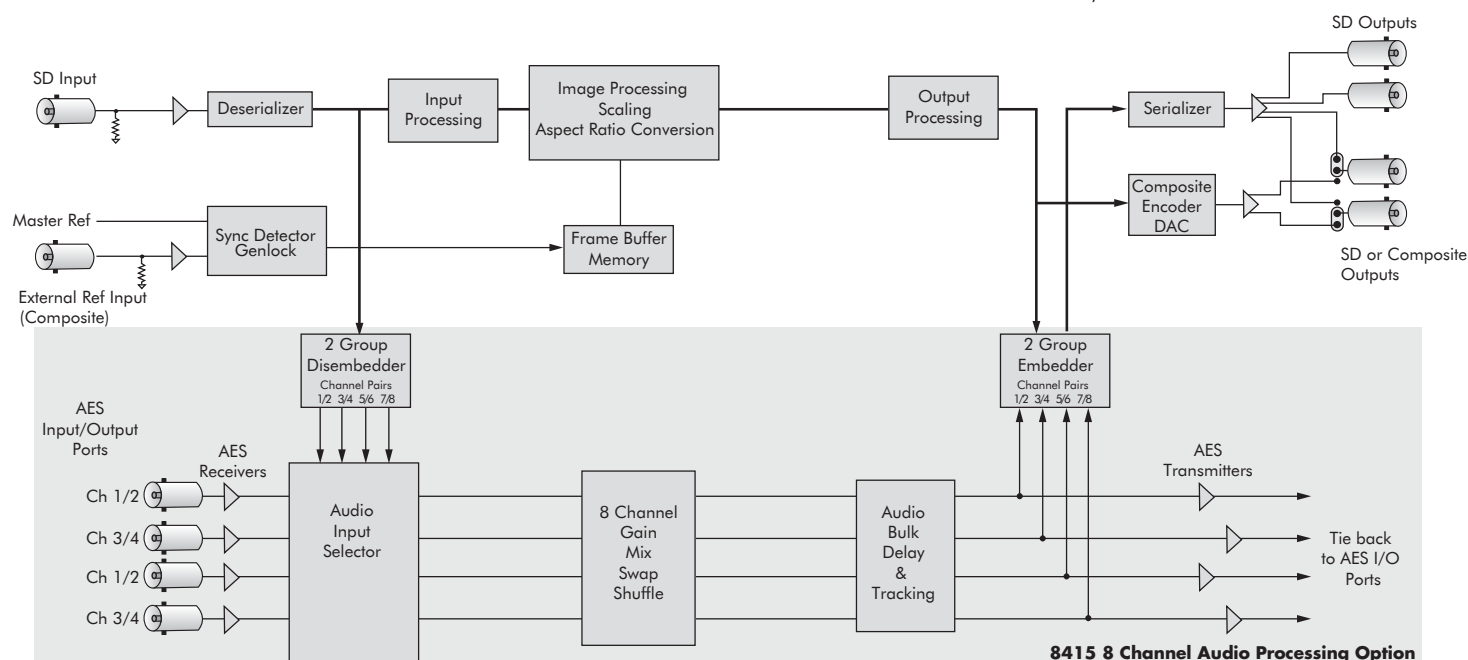 SD Outputs
SD Input
Deserializer
Input
Processing
Image Processing
Scaling
Aspect Ratio Conversion
Output
Processing
Serializer
Composite
Encoder
DAC
Master Ref
Sync Detector
Genlock
Frame Buffer
Memory
SD or Composite
Outputs
External Ref Input
(Composite)
2 Group
Disembedder
Channel Pairs
1/2 3/4 5/6 7/8
2 Group
Embedder
Channel Pairs
1/2 3/4 5/6 7/8
AES
Input/Output
Ports
AES
Receivers
AES
Transmitters
Ch 1/2
Ch 3/4
Ch 1/2
Ch 3/4
Audio
Input
Selector
8 Channel
Gain
Mix
Swap
Shuffle
Audio
Bulk
Delay
&
Tracking
Tie back
to AES I/O
Ports
8415 8 Channel Audio Processing Option